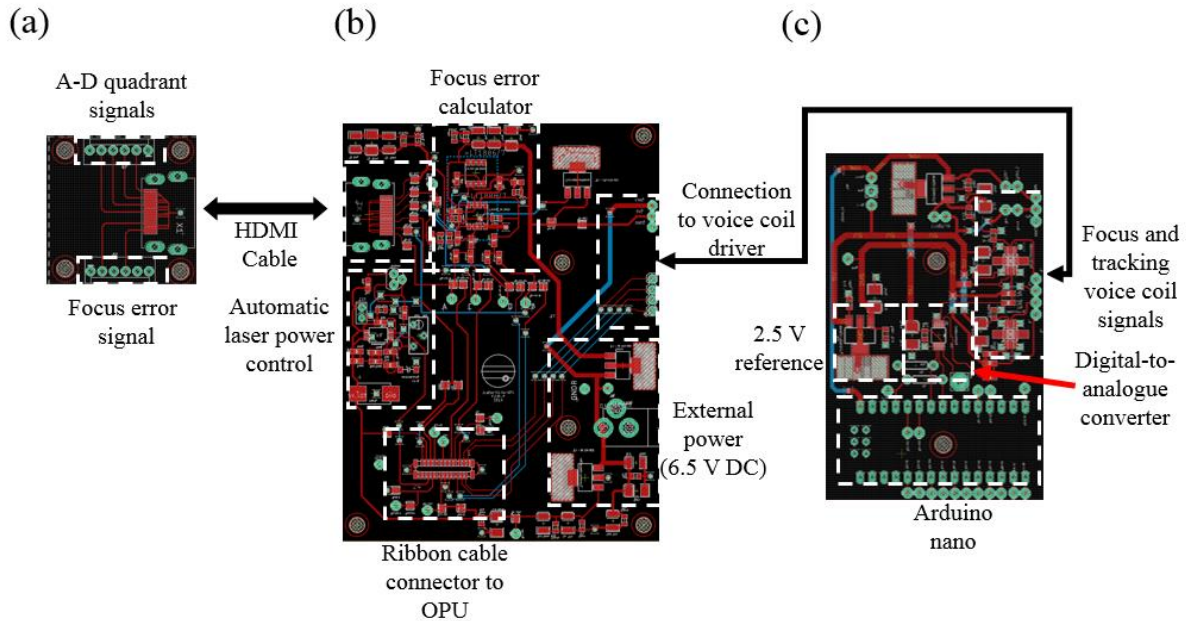 (a)
(b)
(c)
A-D quadrant
signals
Focus error
calculator
HDMI
Cable
Connection
to voice coil
driver
Focus and
tracking
voice coil
signals
Focus error
signal
Automatic
laser power
control
2.5 V
reference
Digital-to-
analogue
converter
External
power
(6.5 V DC)
Ribbon cable
connector to
OPU
Arduino
nano